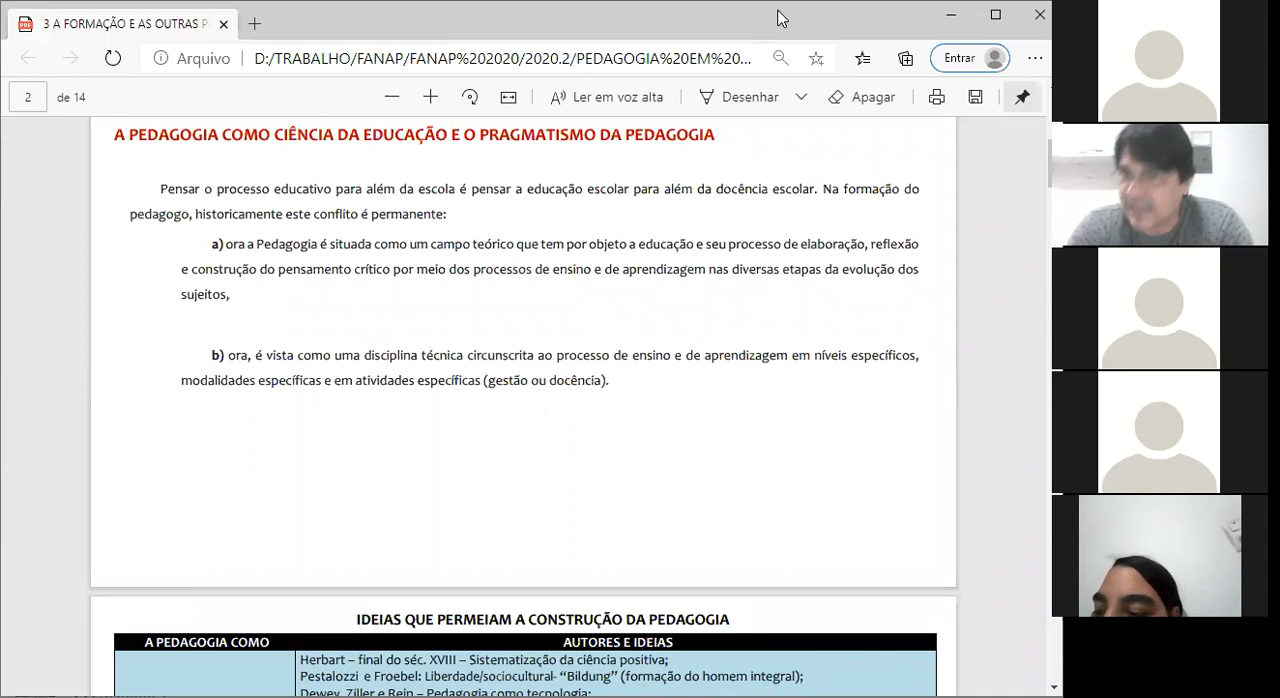 3 A FORMAÇÃO E AS OUTRAS P
Arquivo
D:/TRABALHO/FANAP/FANAP%202020/2020.2/PEDAGOGIA%20EM%20...
Entrar
2 de 14
Ler em voz alta
Desenhar
Apagar
A PEDAGOGIA COMO CIÊNCIA DA EDUCAÇÃO E O PRAGMATISMO DA PEDAGOGIA
Pensar o processo educativo para além da escola é pensar a educação escolar para além da docência escolar. Na formação do
pedagogo, historicamente este conflito é permanente:
a) ora a Pedagogia é situada como um campo teórico que tem por objeto a educação e seu processo de elaboração, reflexão
e construção do pensamento crítico por meio dos processos de ensino e de aprendizagem nas diversas etapas da evolução dos
sujeitos,
b) ora, é vista como uma disciplina técnica circunscrita ao processo de ensino e de aprendizagem em níveis específicos,
modalidades específicas e em atividades específicas (gestão ou docência).
IDEIAS QUE PERMEIAM A CONSTRUÇÃO DA PEDAGOGIA
A PEDAGOGIA COMO
AUTORES E IDEIAS
Herbart – final do séc. XVIII – Sistematização da ciência positiva;
Pestalozzi e Froebel: Liberdade/sociocultural- “Bildung” (formação do homem integral);
Dewey, Ziller e Rein – Pedagogia como tecnologia;